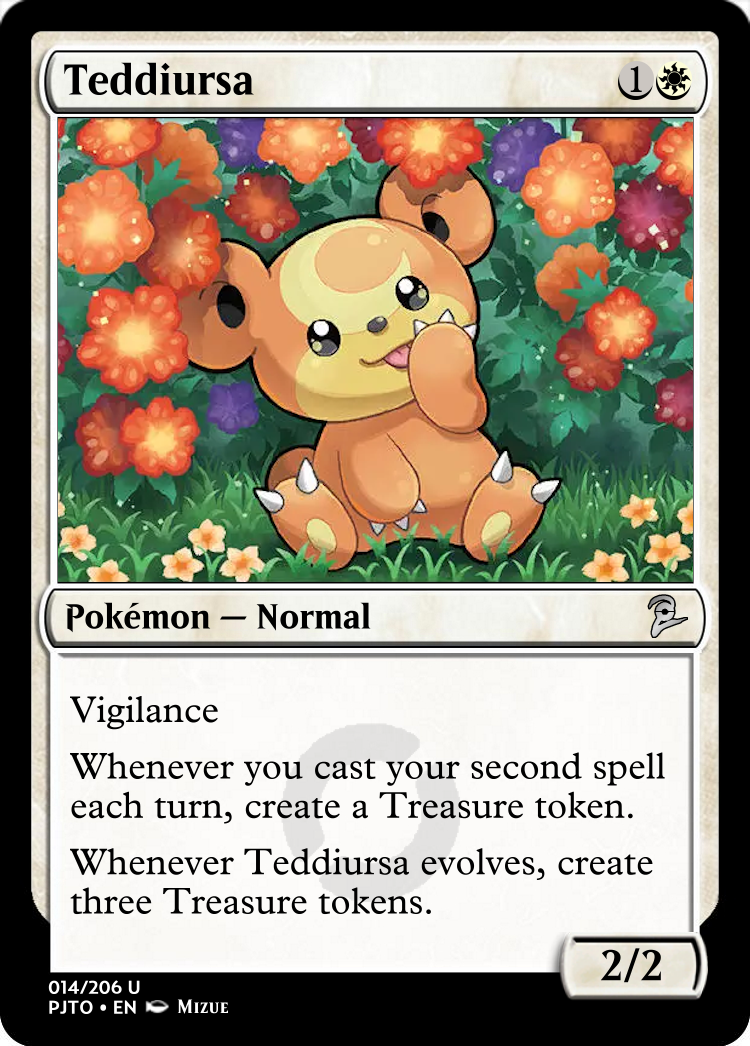 Teddiursa 1
Pokémon — Normal
Vigilance
Whenever you cast your second spell
each turn, create a Treasure token.
Whenever Teddiursa evolves, create
three Treasure tokens.
2/2
014/206 U
PJTO • EN Mizue